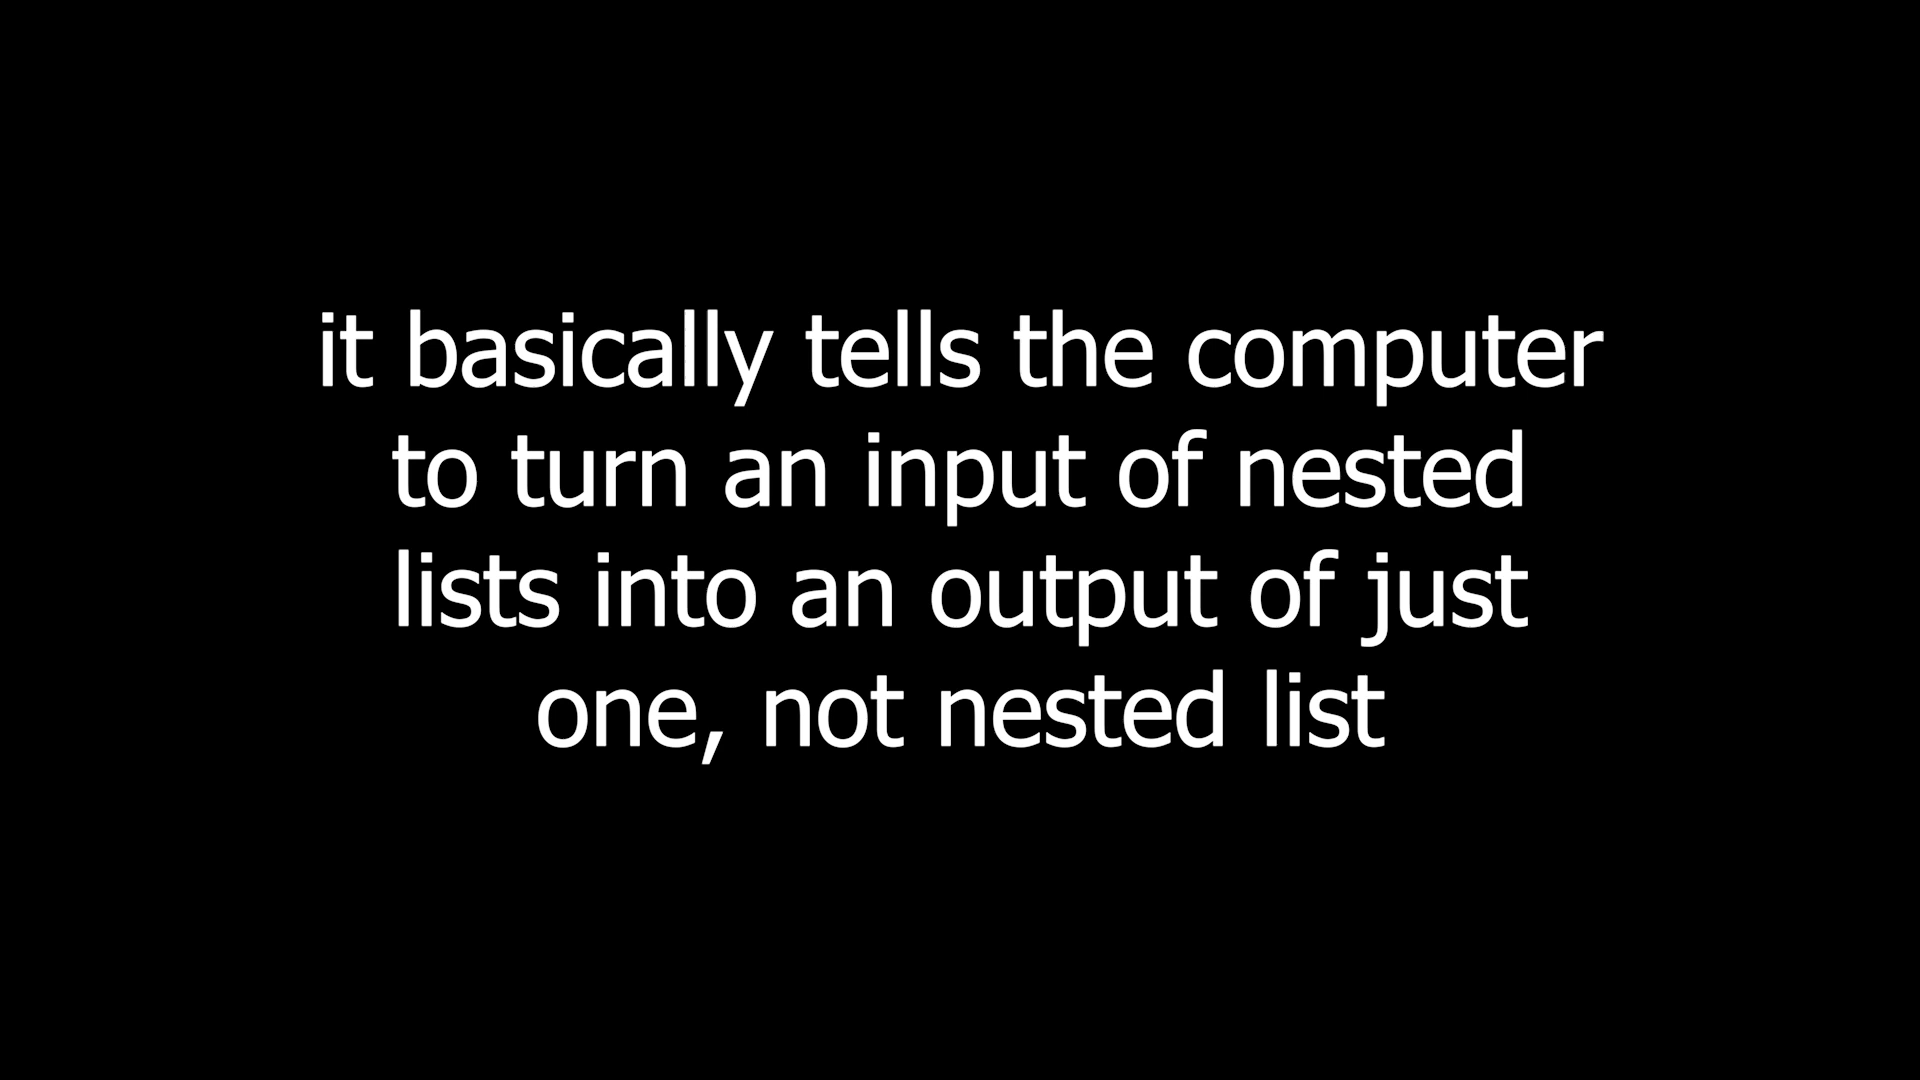 it basically tells the computer
to turn an input of nested
lists into an output of just
one, not nested list